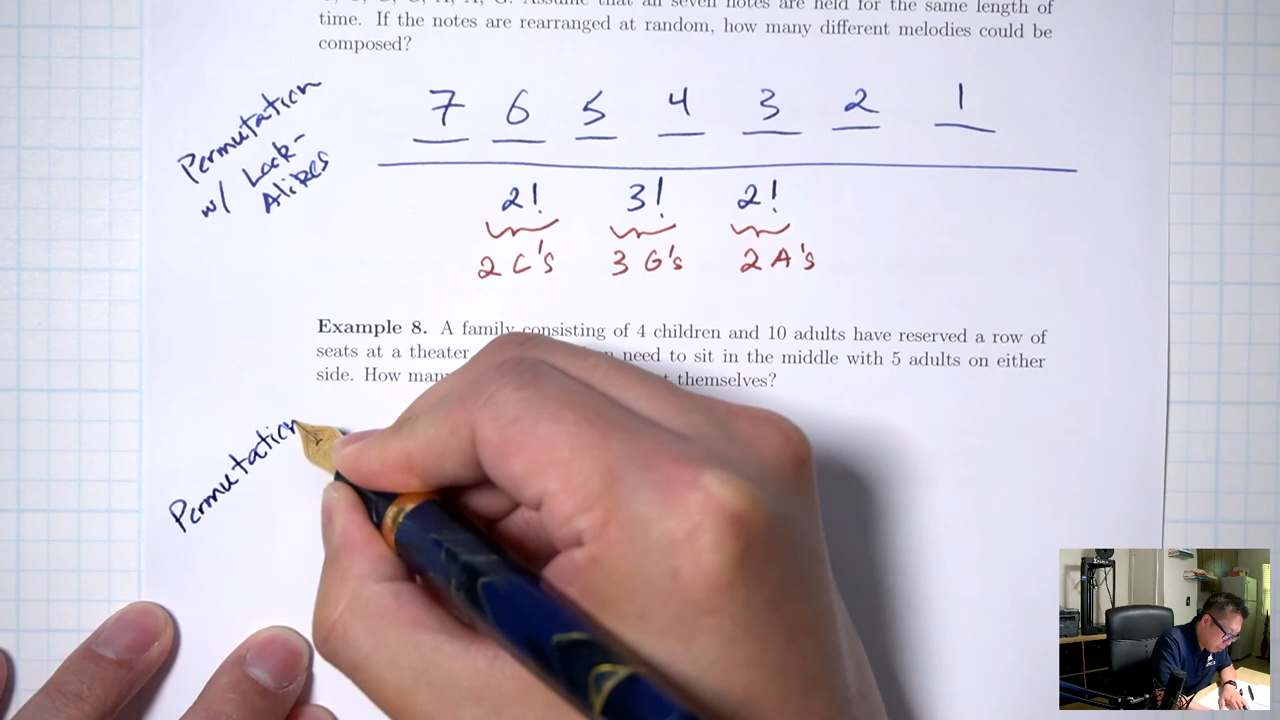 time. If the notes are rearranged at random, how many different melodies could be
composed?
Permutation
w/ Look-
Alikes
7 6 5 4 3 2 1
2! 3! 2!
2 C's 3 G's 2 A's
Example 8. A family consisting of 4 children and 10 adults have reserved a row of
seats at a theater need to sit in the middle with 5 adults on either
side. How many themselves?
Permutation